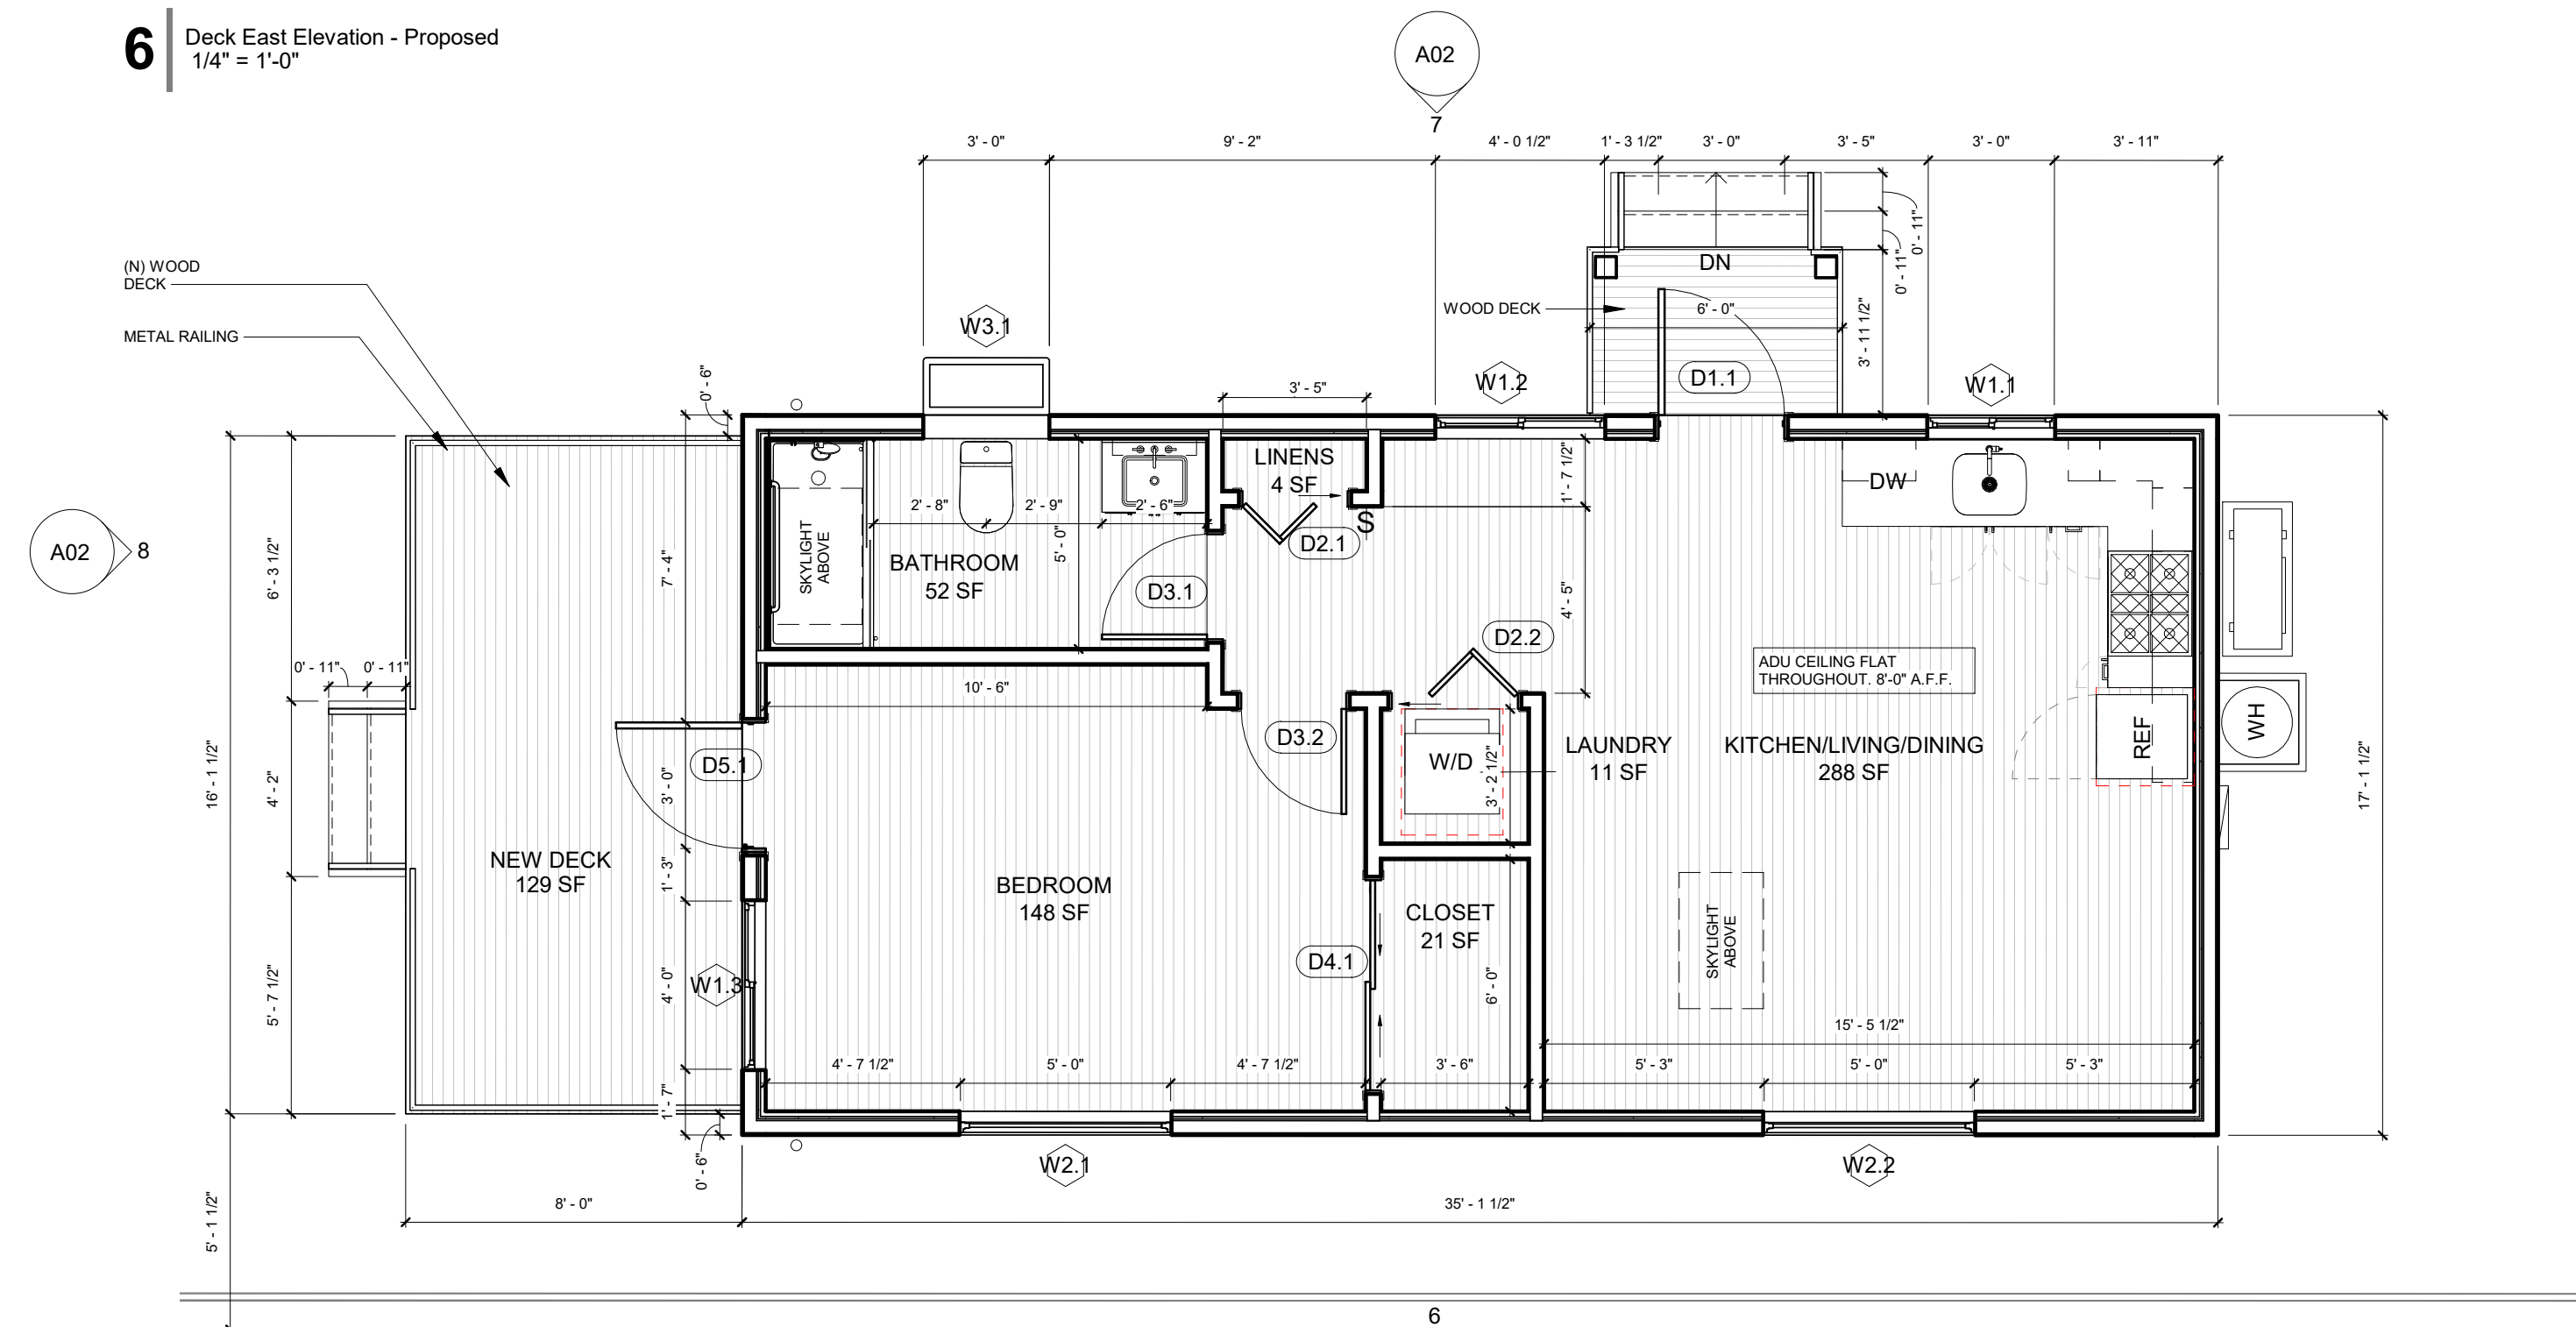 6
Deck East Elevation - Proposed
1/4" = 1'-0"
A02
7
3' - 0"
9' - 2"
4' - 0 1/2"
1' - 3 1/2"
3' - 0"
3' - 5"
3' - 0"
3' - 11"
0' - 11"
0' - 11"
3' - 11 1/2"
(N) WOOD
DECK
METAL RAILING
W3.1
WOOD DECK
DN
6' - 0"
D1.1
W1.2
W1.1
0' - 6"
3' - 5"
LINENS
4 SF
1' - 7 1/2"
DW
2' - 8"
2' - 9"
2' - 6"
S
D2.1
A02
8
6' - 3 1/2"
7' - 4"
SKYLIGHT
ABOVE
BATHROOM
52 SF
5' - 0"
D3.1
4' - 5"
D2.2
ADU CEILING FLAT
THROUGHOUT. 8'-0" A.F.F.
0' - 11"
0' - 11"
10' - 6"
D3.2
D5.1
W/D
3' - 2 1/2"
LAUNDRY
11 SF
KITCHEN/LIVING/DINING
288 SF
REF
WH
16' - 1 1/2"
4' - 2"
3' - 0"
17' - 1 1/2"
NEW DECK
129 SF
1' - 3"
BEDROOM
148 SF
CLOSET
21 SF
D4.1
SKYLIGHT
ABOVE
W1.3
4' - 0"
5' - 7 1/2"
6' - 0"
15' - 5 1/2"
4' - 7 1/2"
5' - 0"
4' - 7 1/2"
3' - 6"
5' - 3"
5' - 0"
5' - 3"
1' - 7"
0' - 6"
W2.1
W2.2
8' - 0"
35' - 1 1/2"
5' - 1 1/2"
6